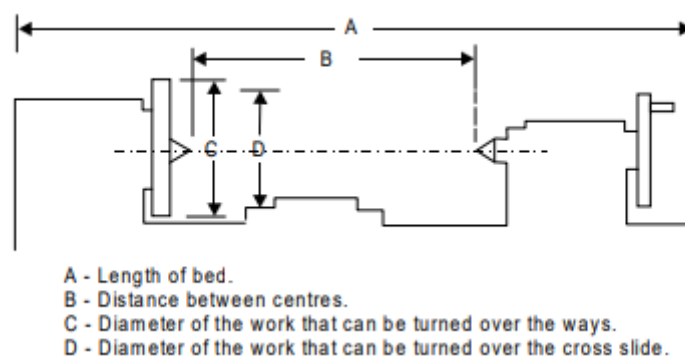 A
B
C
D
A - Length of bed.
B - Distance between centres.
C - Diameter of the work that can be turned over the ways.
D - Diameter of the work that can be turned over the cross slide.